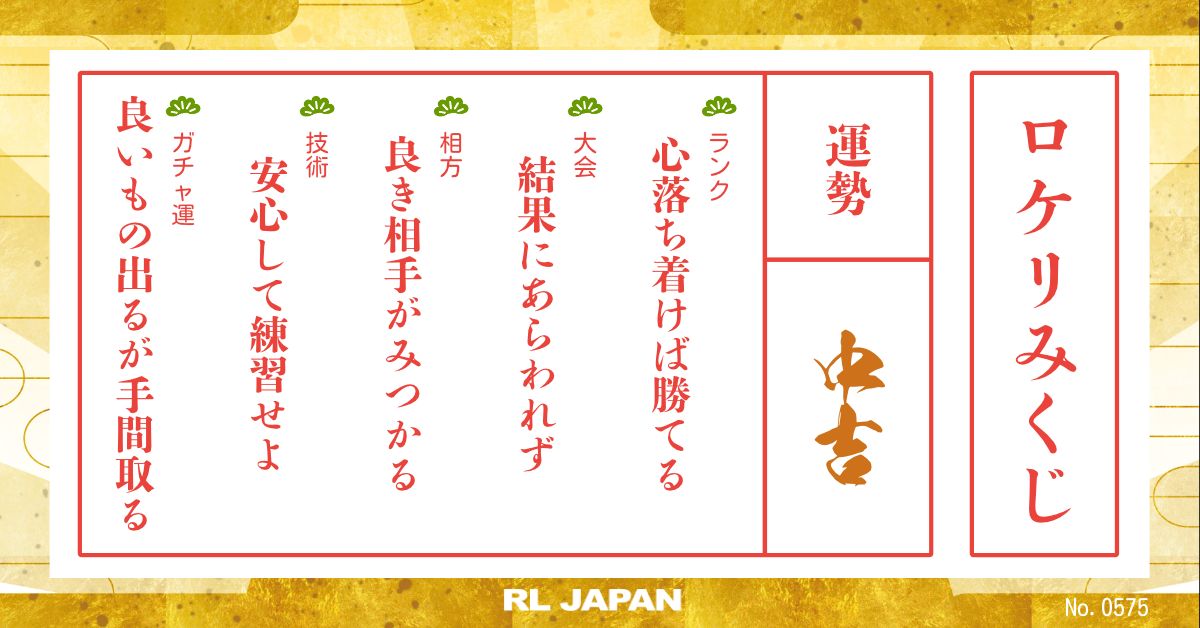 ロケリみくじ
運勢
中吉
ランク
心落ち着けば勝てる
大会
結果にあらわれず
相方
良き相手がみつかる
技術
安心して練習せよ
ガチャ運
良いもの出るが手間取る
RL JAPAN
No. 0575